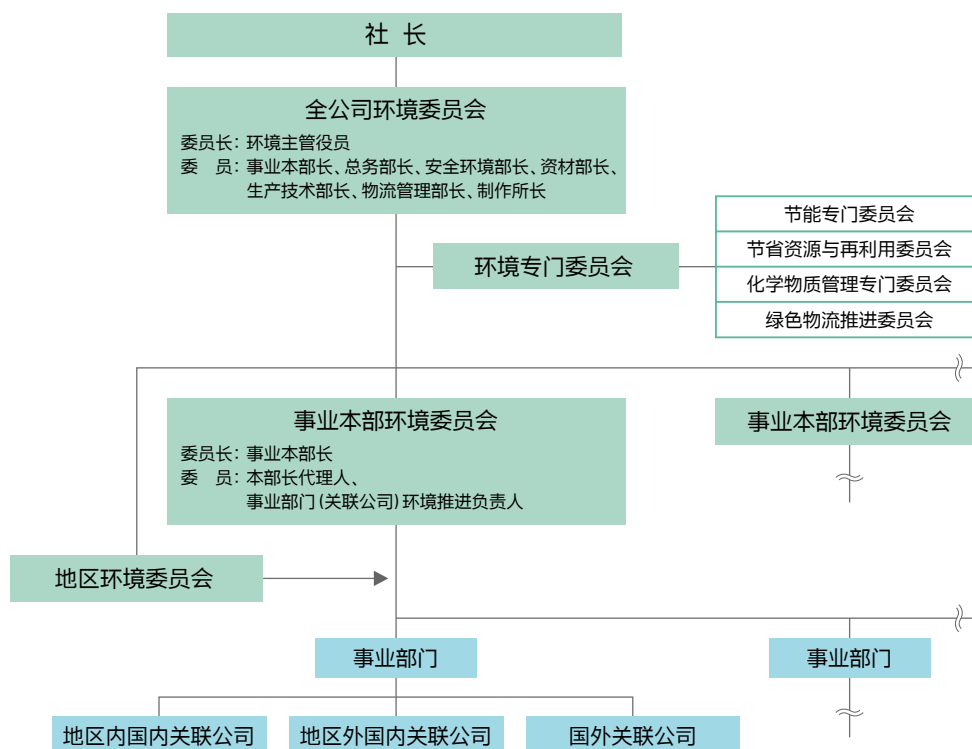 社 长
全公司环境委员会
委员长：环境主管役员
委　员：事业本部长、总务部长、安全环境部长、资材部长、
生产技术部长、物流管理部长、制作所长
环境专门委员会
节能专门委员会
节省资源与再利用委员会
化学物质管理专门委员会
绿色物流推进委员会
事业本部环境委员会
委员长：事业本部长
委　员：本部长代理人、
事业部门（关联公司）环境推进负责人
事业本部环境委员会
地区环境委员会
事业部门
事业部门
地区内国内关联公司
地区外国内关联公司
国外关联公司